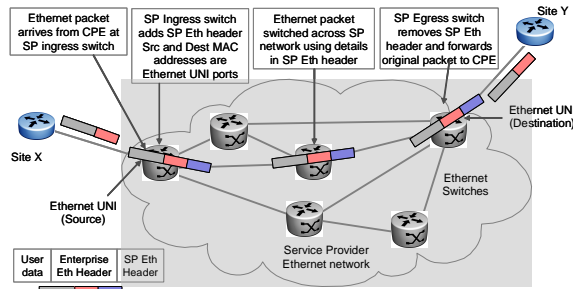 Ethernet packet
arrives from CPE at
SP ingress switch
SP Ingress switch
adds SP Eth header
Src and Dest MAC
addresses are
Ethernet UNI ports
Ethernet packet
switched across SP
network using details
in SP Eth header
SP Egress switch
removes SP Eth
header and forwards
original packet to CPE
Site Y
Site X
Ethernet UNI
(Source)
Ethernet UN
(Destination)
Ethernet
Switches
Service Provider
Ethernet network
User
data
Enterprise
Eth Header
SP Eth
Header